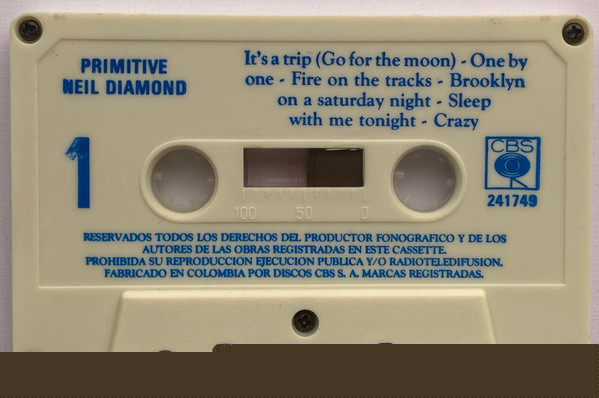 PRIMITIVE
NEIL DIAMOND
It's a trip (Go for the moon) - One by
one - Fire on the tracks - Brooklyn
on a saturday night - Sleep
with me tonight - Crazy
1
CBS
241749
100 50 0
RESERVADOS TODOS LOS DERECHOS DEL PRODUCTOR FONOGRAFICO Y DE LOS
AUTORES DE LAS OBRAS REGISTRADAS EN ESTE CASSETTE.
PROHIBIDA SU REPRODUCCION EJECUCION PUBLICA Y/O RADIOTELEDIFUSION.
FABRICADO EN COLOMBIA POR DISCOS CBS S. A. MARCAS REGISTRADAS.